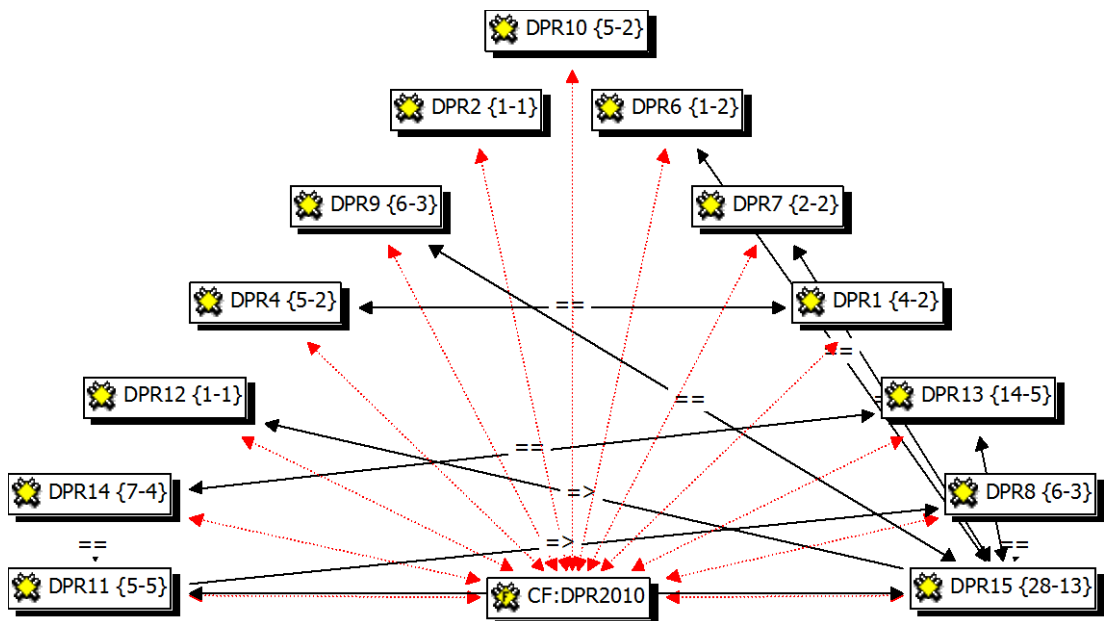 DPR10 {5-2}
DPR2 {1-1}
DPR6 {1-2}
DPR9 {6-3}
DPR7 {2-2}
DPR4 {5-2}
==
DPR1 {4-2}
==
DPR12 {1-1}
==
DPR13 {14-5}
==
DPR14 {7-4}
=>
DPR8 {6-3}
==
=>
==
DPR11 {5-5}
CF:DPR2010
DPR15 {28-13}